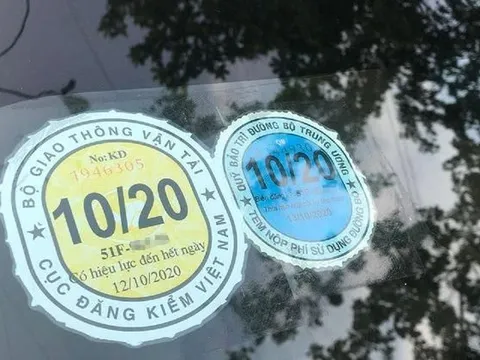 BỘ GIAO THÔNG VẬN TẢI
No:KD
1946305
10/20
51F-
Có hiệu lực đến hết ngày
12/10/2020
CỤC ĐĂNG KIỂM VIỆT NAM
QUỸ BẢO TRÌ ĐƯỜNG BỘ TRUNG ƯƠNG
10/20
TEM NỘP PHÍ SỬ DỤNG ĐƯỜNG BỘ